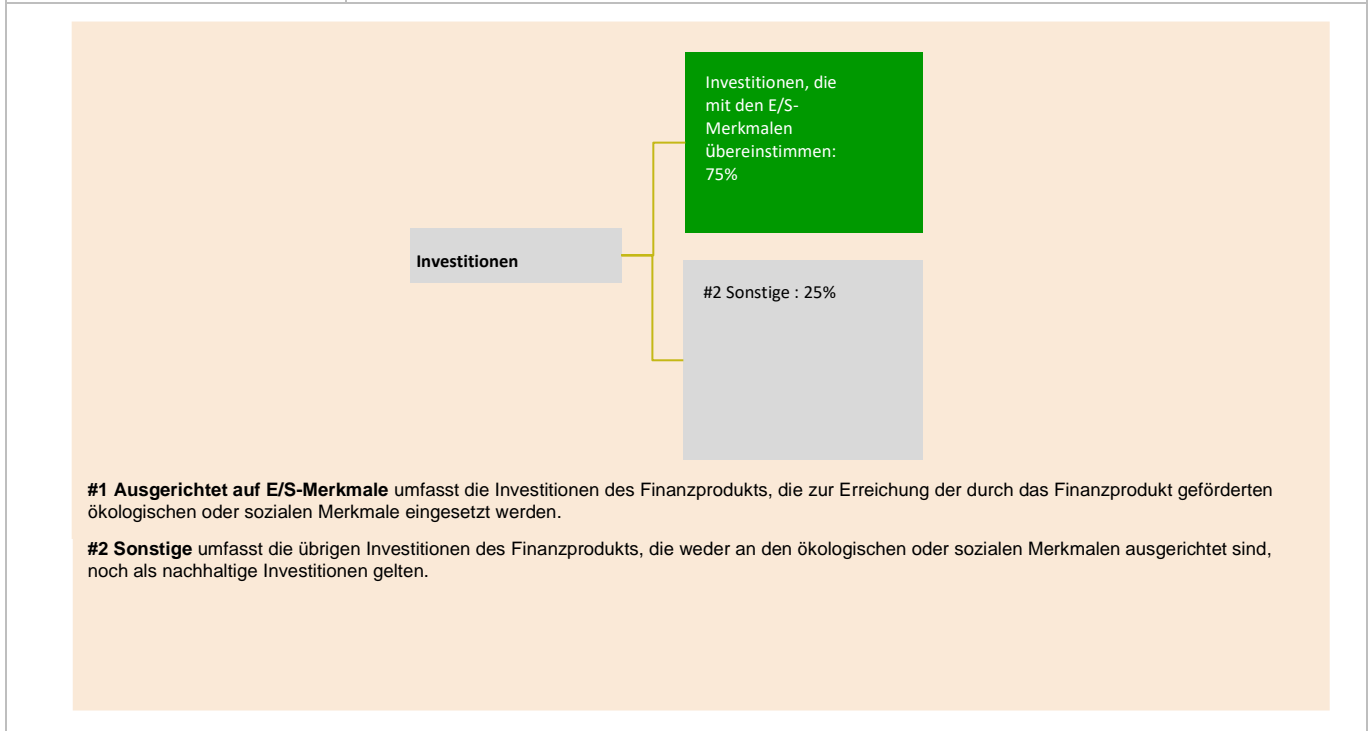 Investitionen, die
mit den E/S-
Merkmalen
übereinstimmen:
75%
Investitionen
#2 Sonstige : 25%
#1 Ausgerichtet auf E/S-Merkmale umfasst die Investitionen des Finanzprodukts, die zur Erreichung der durch das Finanzprodukt geförderten
ökologischen oder sozialen Merkmale eingesetzt werden.
#2 Sonstige umfasst die übrigen Investitionen des Finanzprodukts, die weder an den ökologischen oder sozialen Merkmalen ausgerichtet sind,
noch als nachhaltige Investitionen gelten.